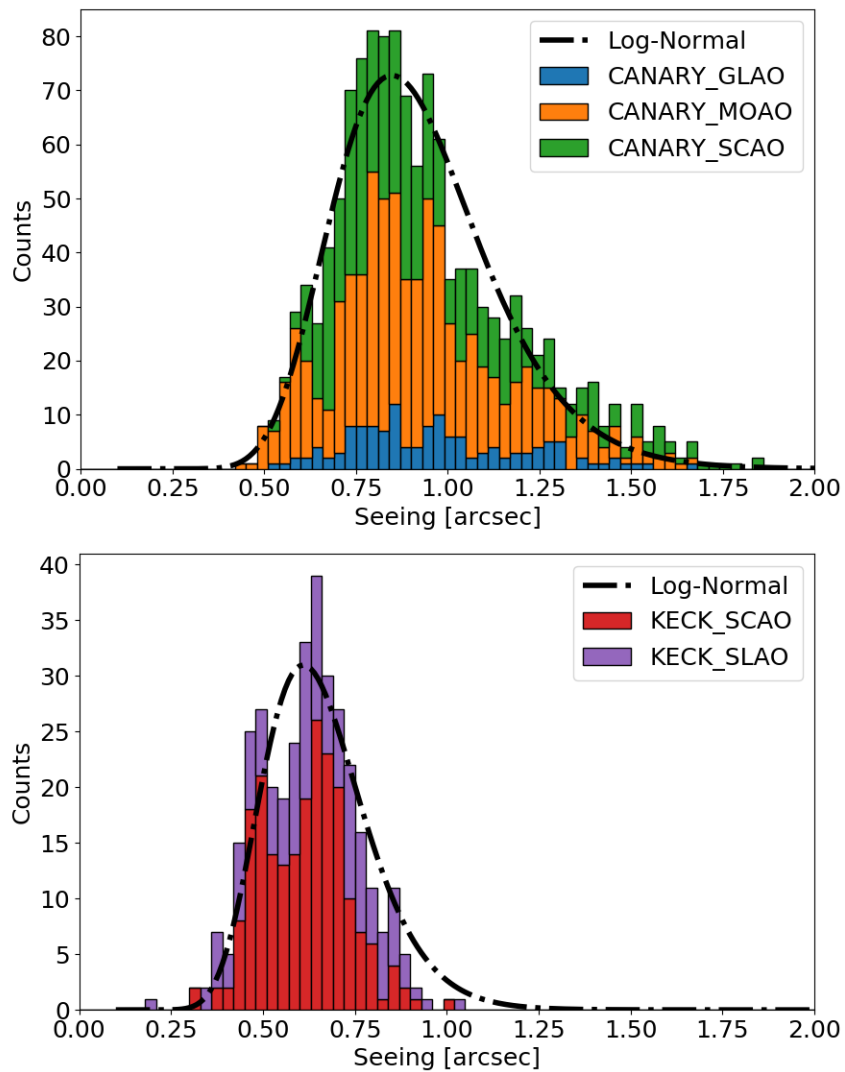 80
70
60
50
40
30
20
10
0
Counts
Log-Normal
CANARY_GLAO
CANARY_MOAO
CANARY_SCAO
0.00 0.25 0.50 0.75 1.00 1.25 1.50 1.75 2.00
Seeing [arcsec]
40
35
30
25
20
15
10
5
0
Counts
Log-Normal
KECK_SCAO
KECK_SLAO
0.00 0.25 0.50 0.75 1.00 1.25 1.50 1.75 2.00
Seeing [arcsec]